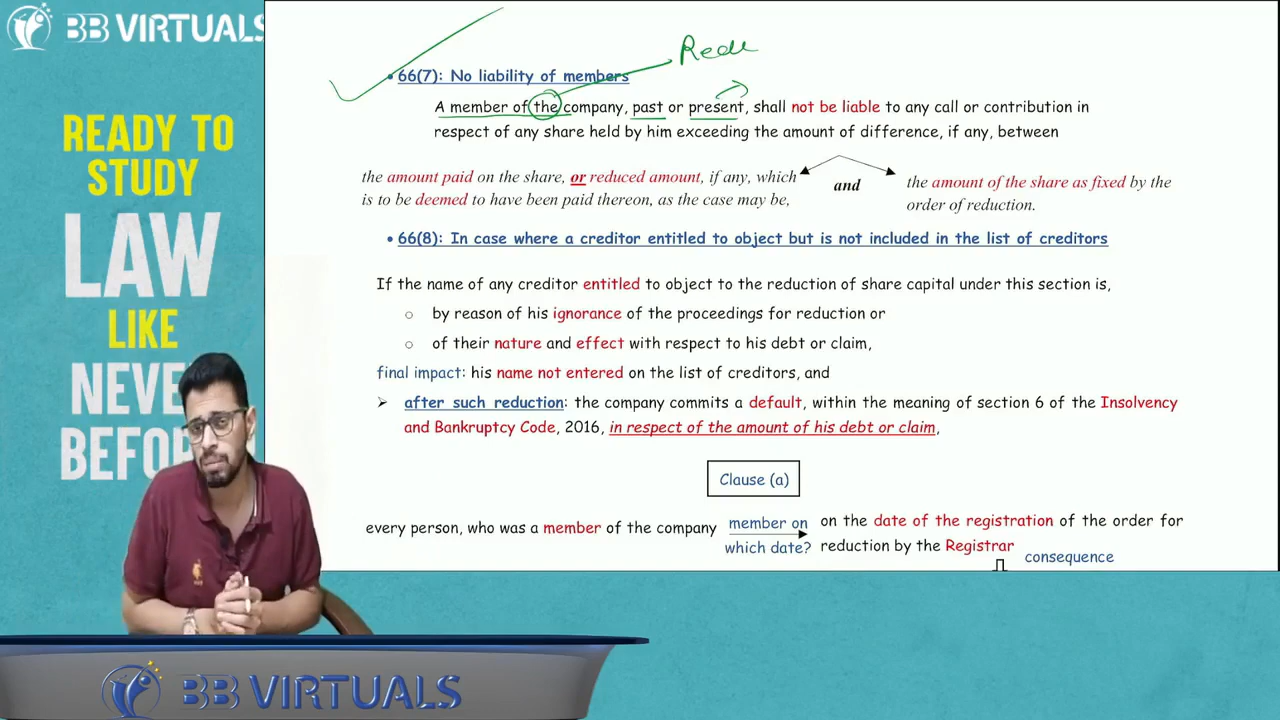 BB VIRTUALS
READY TO
STUDY
LAW
LIKE
NEVE
BEFO
Redu
• 66(7): No liability of members
A member of the company, past or present, shall not be liable to any call or contribution in
respect of any share held by him exceeding the amount of difference, if any, between
the amount paid on the share, or reduced amount, if any, which
is to be deemed to have been paid thereon, as the case may be,
and
the amount of the share as fixed by the
order of reduction.
• 66(8): In case where a creditor entitled to object but is not included in the list of creditors
If the name of any creditor entitled to object to the reduction of share capital under this section is,
○ by reason of his ignorance of the proceedings for reduction or
○ of their nature and effect with respect to his debt or claim,
final impact: his name not entered on the list of creditors, and
➢ after such reduction: the company commits a default, within the meaning of section 6 of the Insolvency
and Bankruptcy Code, 2016, in respect of the amount of his debt or claim,
Clause (a)
every person, who was a member of the company
member on
which date?
on the date of the registration of the order for
reduction by the Registrar
consequence
BB VIRTUALS